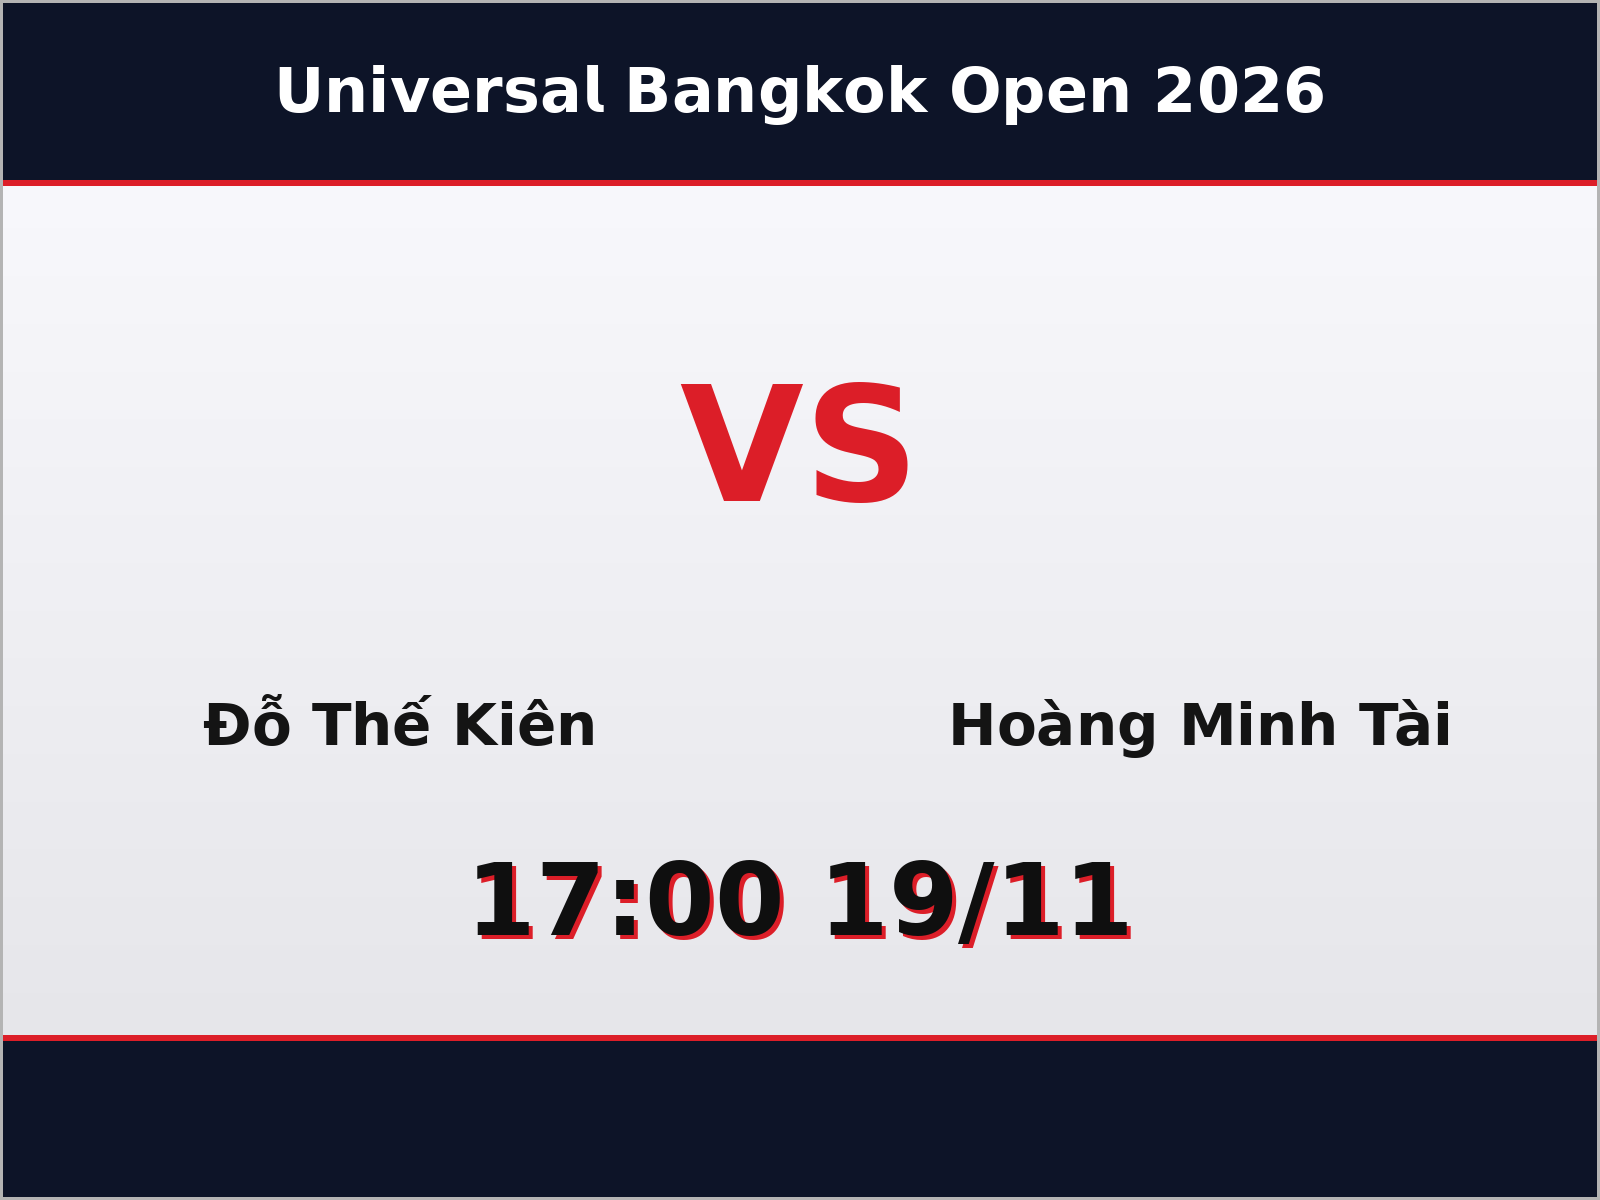 Universal Bangkok Open 2026
VS
Đỗ Thế Kiên
Hoàng Minh Tài
17:00 19/11